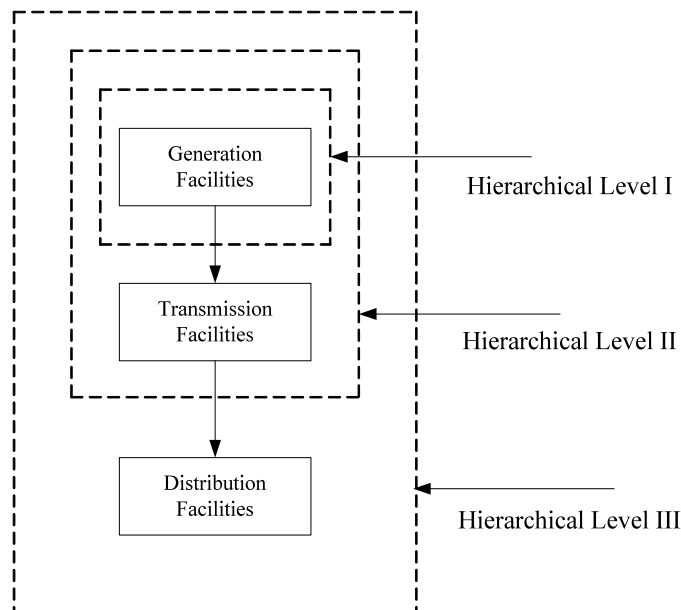 Generation
Facilities
Hierarchical Level I
Transmission
Facilities
Hierarchical Level II
Distribution
Facilities
Hierarchical Level III